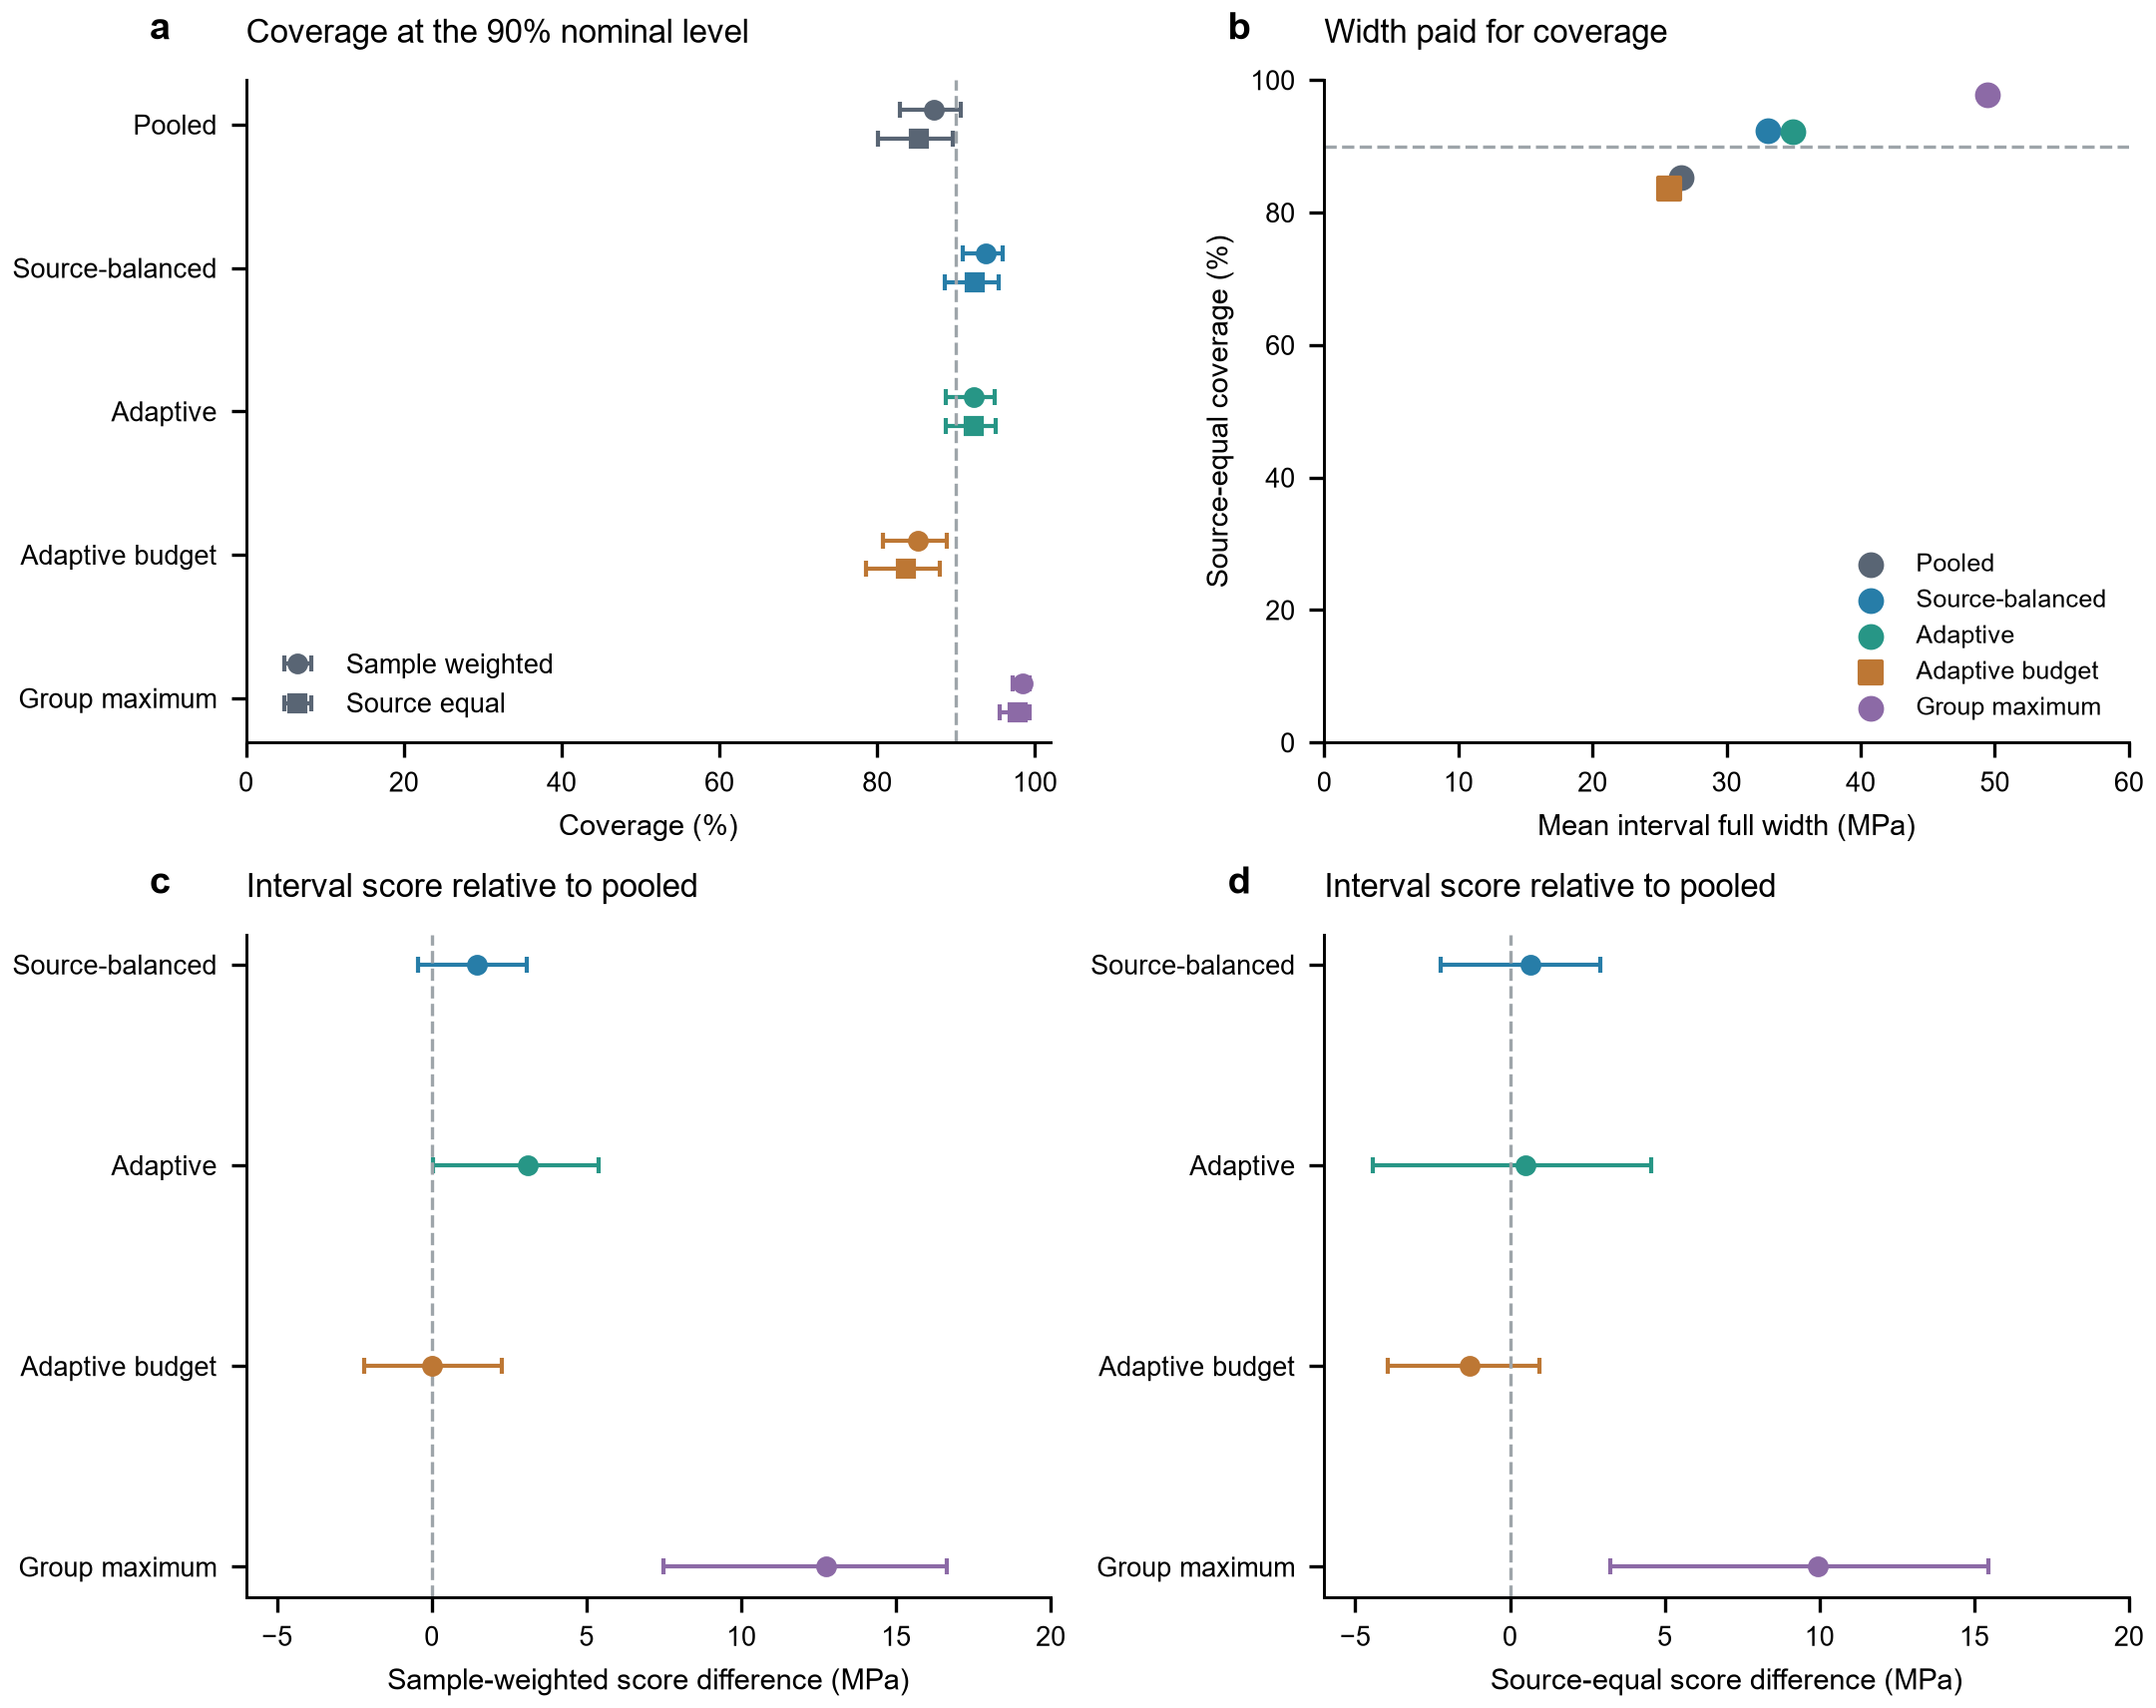 a
Coverage at the 90% nominal level
Pooled
Source-balanced
Adaptive
Adaptive budget
Group maximum
Sample weighted
Source equal
0 20 40 60 80 100
Coverage (%)
b
Width paid for coverage
Source-equal coverage (%)
100
80
60
40
20
0
Pooled
Source-balanced
Adaptive
Adaptive budget
Group maximum
0 10 20 30 40 50 60
Mean interval full width (MPa)
c
Interval score relative to pooled
Source-balanced
Adaptive
Adaptive budget
Group maximum
−5 0 5 10 15 20
Sample-weighted score difference (MPa)
d
Interval score relative to pooled
Source-balanced
Adaptive
Adaptive budget
Group maximum
−5 0 5 10 15 20
Source-equal score difference (MPa)